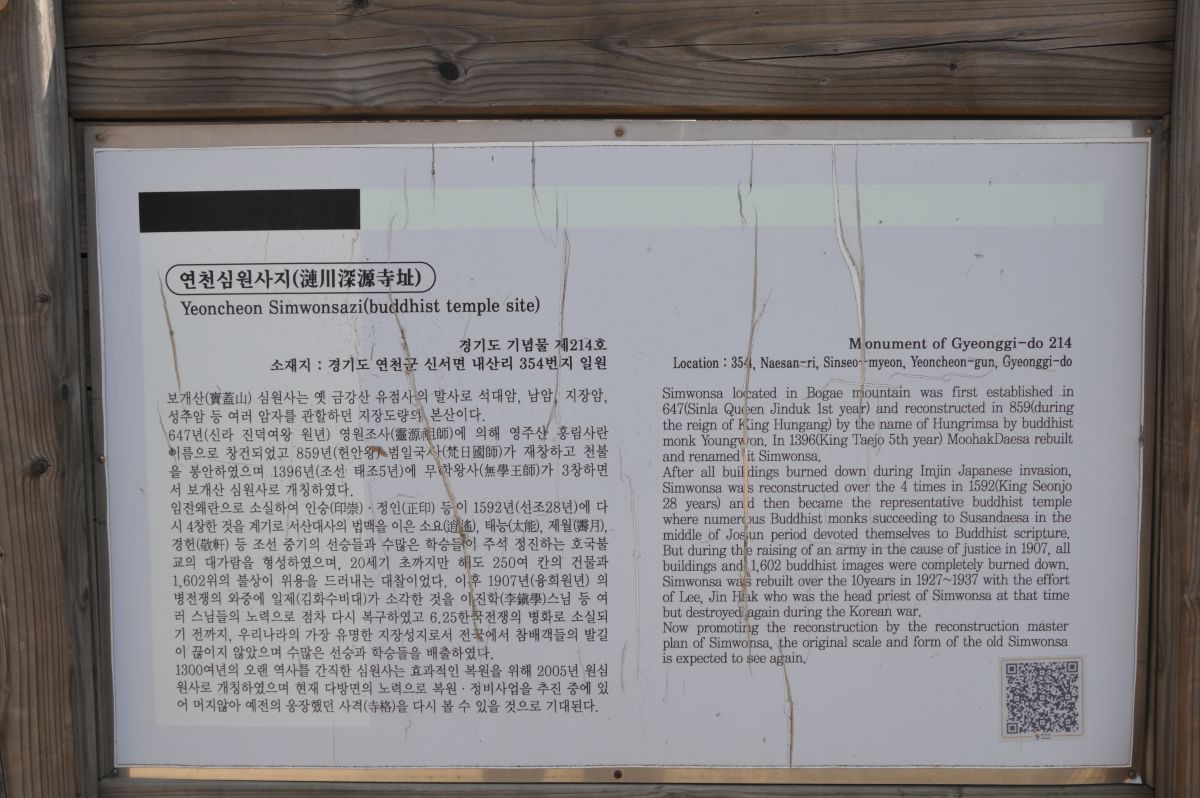 연천심원사지(漣川深源寺址)
Yeoncheon Simwonsazi(buddhist temple site)
경기도 기념물 제214호
소재지 : 경기도 연천군 신서면 내산리 354번지 일원
보개산(寶蓋山) 심원사는 옛 금강산 유점사의 말사로 석대암, 남암, 지장암,
성주암 등 여러 암자를 관할하던 지장도량의 본산이다.
647년(신라 진덕여왕 원년) 영원조사(靈源祖師)에 의해 영주산 흥림사란
이름으로 창건되었고 859년(헌안왕) 범일국사(梵日國師)가 재창하고 천불
을 봉안하였으며 1396년(조선 태조5년)에 무학왕사(無學王師)가 3창하면
서 보개산 심원사로 개칭하였다.
임진왜란으로 소실하여 인숭(印崇)·정인(正印) 등이 1592년(선조28년)에 다
시 4창한 것을 계기로 서산대사의 법맥을 이은 소요(逍遙), 태능(太能), 제월(霽月),
경헌(敬軒) 등 조선 중기의 선승들과 수많은 학승들이 주석 정진하는 호국불
교의 대가람을 형성하였으며, 20세기 초까지만 해도 250여 칸의 건물과
1,602위의 불상이 위용을 드러내는 대찰이었다. 이후 1907년(융희원년) 의
병전쟁의 와중에 일제(김화수비대)가 소각한 것을 이진학(李鎭學)스님 등 여
러 스님들의 노력으로 점차 다시 복구하였고 6.25한국전쟁의 병화로 소실되
기 전까지, 우리나라의 가장 유명한 지장성지로서 전국에서 참배객들의 발길
이 끊이지 않았으며 수많은 선승과 학승들을 배출하였다.
1300여년의 오랜 역사를 간직한 심원사는 효과적인 복원을 위해 2005년 원심
원사로 개칭하였으며 현재 다방면의 노력으로 복원·정비사업을 추진 중에 있
어 머지않아 예전의 웅장했던 사격(寺格)을 다시 볼 수 있을 것으로 기대된다.
Monument of Gyeonggi-do 214
Location : 354, Naesan-ri, Sinseo-myeon, Yeoncheon-gun, Gyeonggi-do
Simwonsa located in Bogae mountain was first established in
647(Sinla Queen Jinduk 1st year) and reconstructed in 859(during
the reign of King Hungang) by the name of Hungrimsa by buddhist
monk Youngwon. In 1396(King Taejo 5th year) MoohakDaesa rebuilt
and renamed it Simwonsa.
After all buildings burned down during Imjin Japanese invasion,
Simwonsa was reconstructed over the 4 times in 1592(King Seonjo
28 years) and then became the representative buddhist temple
where numerous Buddhist monks succeeding to Susandaesa in the
middle of Josun period devoted themselves to Buddhist scripture.
But during the raising of an army in the cause of justice in 1907, all
buildings and 1,602 buddhist images were completely burned down.
Simwonsa was rebuilt over the 10years in 1927~1937 with the effort
of Lee, Jin Hak who was the head priest of Simwonsa at that time
but destroyed again during the Korean war.
Now promoting the reconstruction by the reconstruction master
plan of Simwonsa, the original scale and form of the old Simwonsa
is expected to see again.